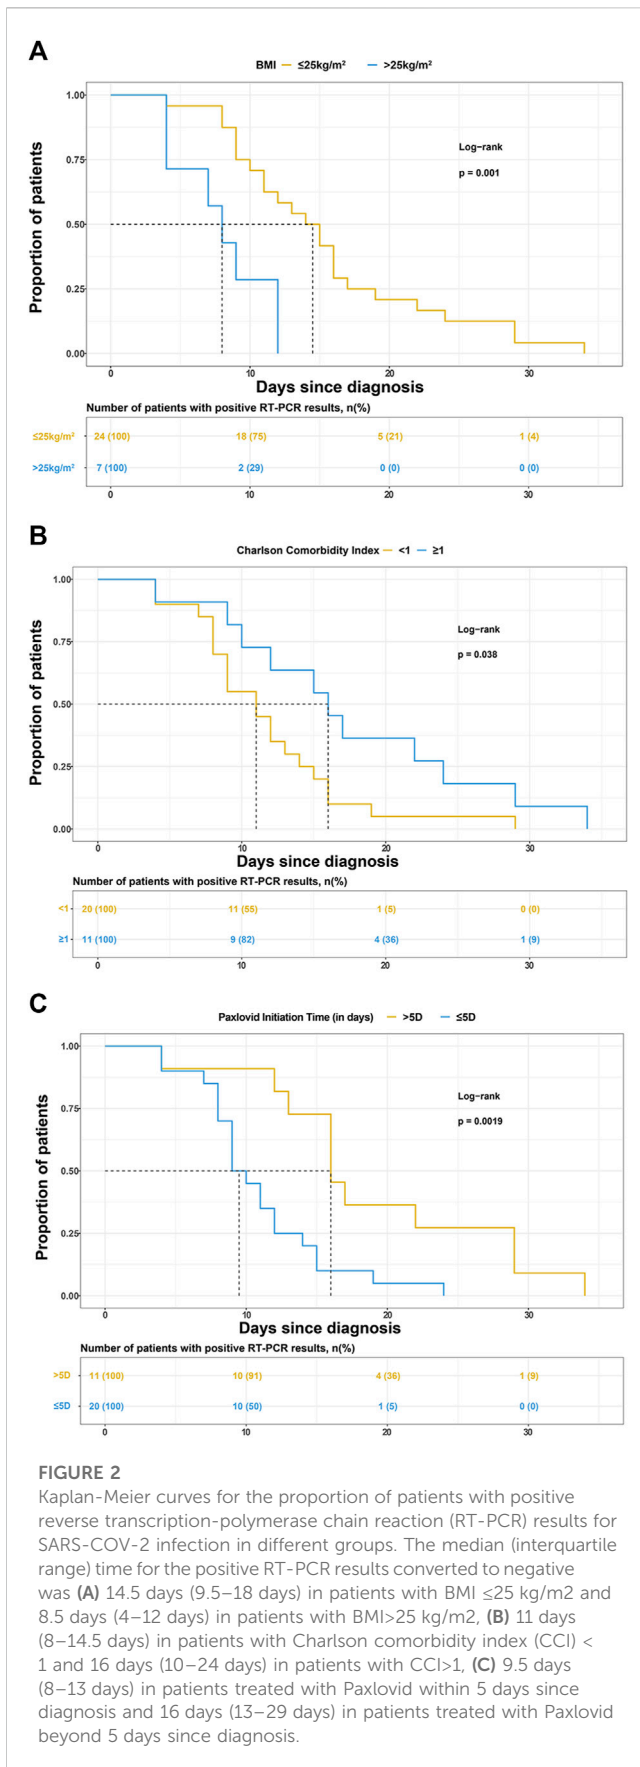 A
BMI ≤25kg/m² >25kg/m²
1.00
0.75
0.50
0.25
0.00
Proportion of patients
Log-rank
p = 0.001
0 10 20 30
Days since diagnosis
Number of patients with positive RT-PCR results, n(%)
≤25kg/m² 24 (100) 18 (75) 5 (21) 1 (4)
>25kg/m² 7 (100) 2 (29) 0 (0) 0 (0)
0 10 20 30
B
Charlson Comorbidity Index <1 ≥1
1.00
0.75
0.50
0.25
0.00
Proportion of patients
Log-rank
p = 0.038
0 10 20 30
Days since diagnosis
Number of patients with positive RT-PCR results, n(%)
<1 20 (100) 11 (55) 1 (5) 0 (0)
≥1 11 (100) 9 (82) 4 (36) 1 (9)
0 10 20 30
C
Paxlovid Initiation Time (in days) >5D ≤5D
1.00
0.75
0.50
0.25
0.00
Proportion of patients
Log-rank
p = 0.0019
0 10 20 30
Days since diagnosis
Number of patients with positive RT-PCR results, n(%)
>5D 11 (100) 10 (91) 4 (36) 1 (9)
≤5D 20 (100) 10 (50) 1 (5) 0 (0)
0 10 20 30
FIGURE 2
Kaplan-Meier curves for the proportion of patients with positive
reverse transcription-polymerase chain reaction (RT-PCR) results for
SARS-COV-2 infection in different groups. The median (interquartile
range) time for the positive RT-PCR results converted to negative
was (A) 14.5 days (9.5–18 days) in patients with BMI ≤25 kg/m2 and
8.5 days (4–12 days) in patients with BMI>25 kg/m2, (B) 11 days
(8–14.5 days) in patients with Charlson comorbidity index (CCI) <
1 and 16 days (10–24 days) in patients with CCI>1, (C) 9.5 days
(8–13 days) in patients treated with Paxlovid within 5 days since
diagnosis and 16 days (13–29 days) in patients treated with Paxlovid
beyond 5 days since diagnosis.